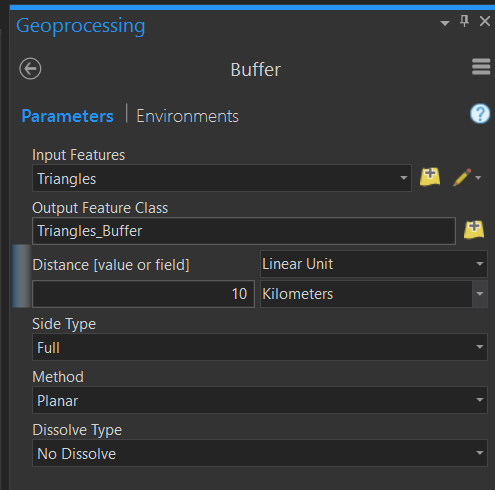 Geoprocessing
Buffer
Parameters | Environments
?
Input Features
Triangles
Output Feature Class
Triangles_Buffer
Distance [value or field] Linear Unit
10 Kilometers
Side Type
Full
Method
Planar
Dissolve Type
No Dissolve